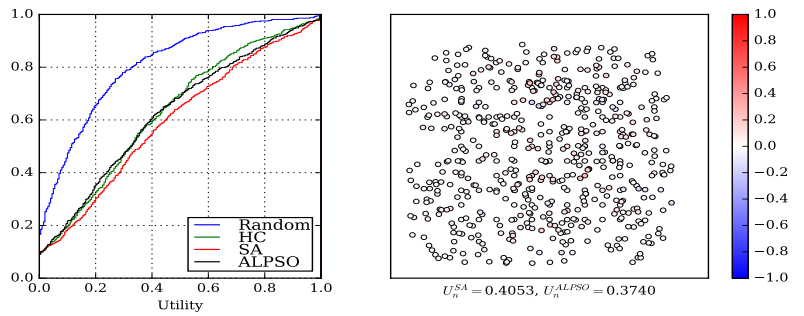 1.0
0.8
0.6
0.4
0.2
0.0
0.0 0.2 0.4 0.6 0.8 1.0
Utility
Random
HC
SA
ALPSO
U_n^{SA}=0.4053, U_n^{ALPSO}=0.3740
1.0
0.8
0.6
0.4
0.2
0.0
−0.2
−0.4
−0.6
−0.8
−1.0